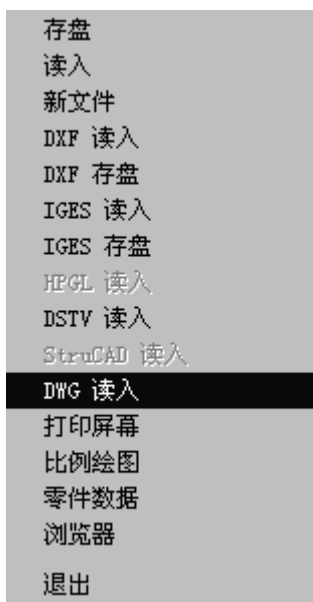 存盘
读入
新文件
DXF 读入
DXF 存盘
IGES 读入
IGES 存盘
HPGL 读入
DSTV 读入
StruCAD 读入
DWG 读入
打印屏幕
比例绘图
零件数据
浏览器
退出